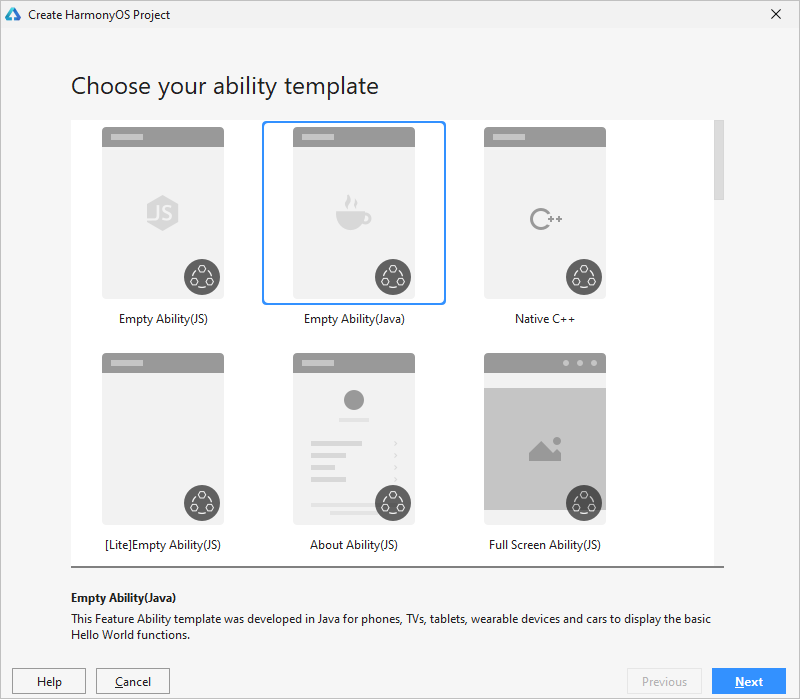 Create HarmonyOS Project
Choose your ability template
JS
C++
Empty Ability(JS)
Empty Ability(Java)
Native C++
[Lite]Empty Ability(JS)
About Ability(JS)
Full Screen Ability(JS)
Empty Ability(Java)
This Feature Ability template was developed in Java for phones, TVs, tablets, wearable devices and cars to display the basic
Hello World functions.
Help
Cancel
Previous
Next